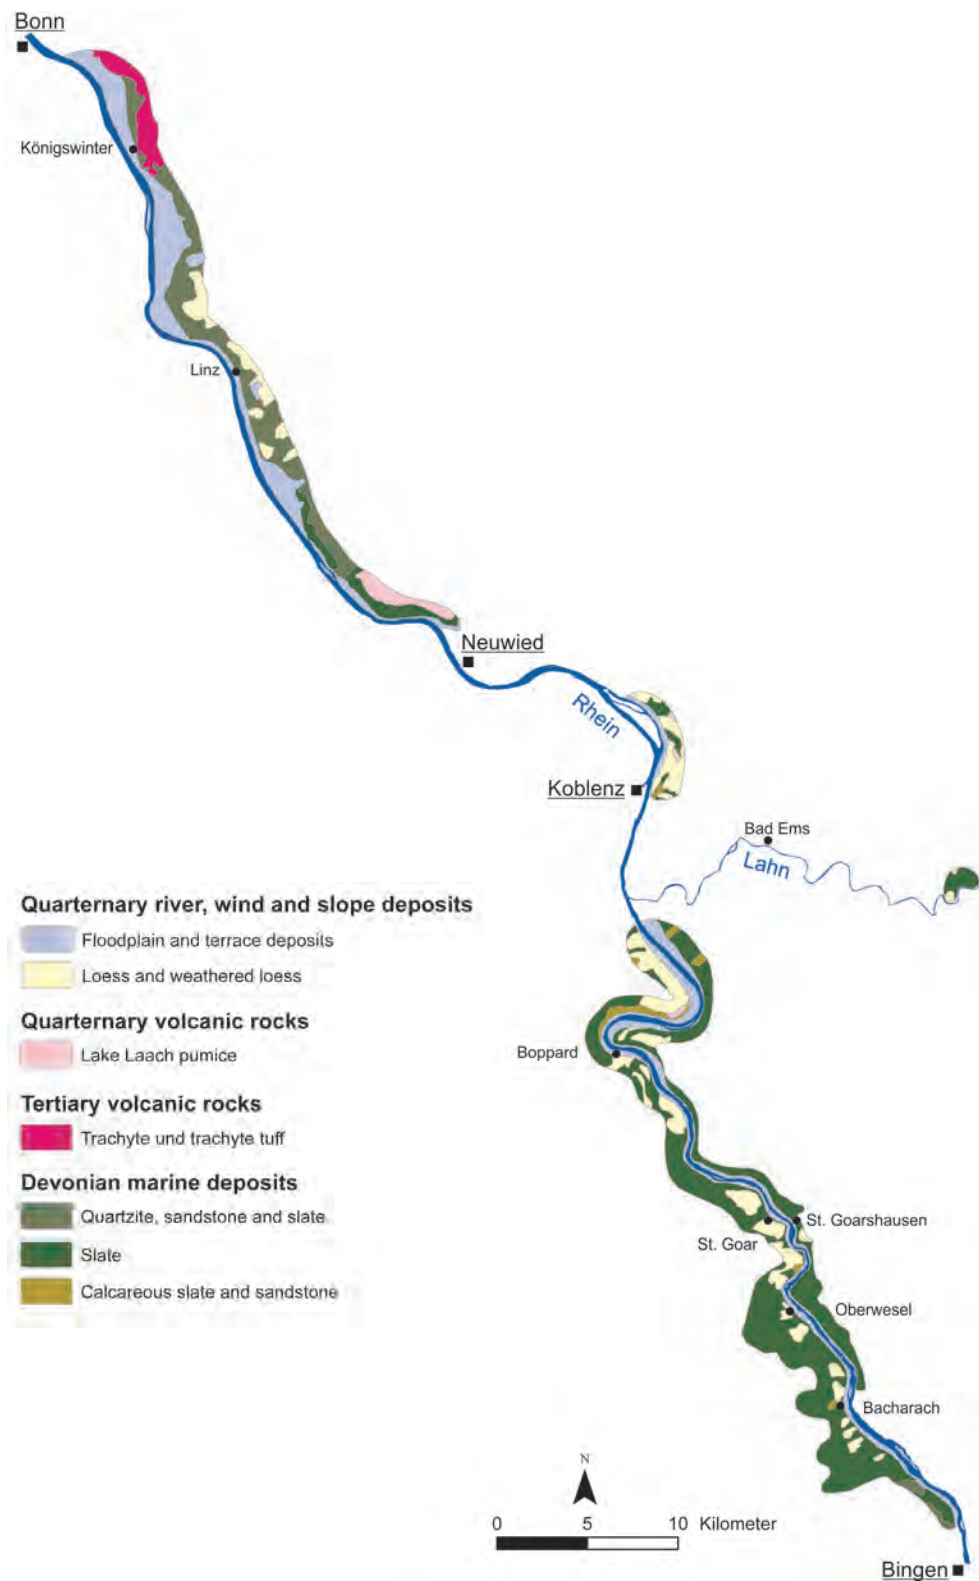 Bonn
Königswinter
Linz
Neuwied
Rhein
Koblenz
Bad Ems
Lahn
Quarternary river, wind and slope deposits
Floodplain and terrace deposits
Loess and weathered loess
Quarternary volcanic rocks
Lake Laach pumice
Boppard
Tertiary volcanic rocks
Trachyte und trachyte tuff
Devonian marine deposits
Quartzite, sandstone and slate
St. Goarshausen
St. Goar
Slate
Calcareous slate and sandstone
Oberwesel
Bacharach
N
0 5 10 Kilometer
Bingen